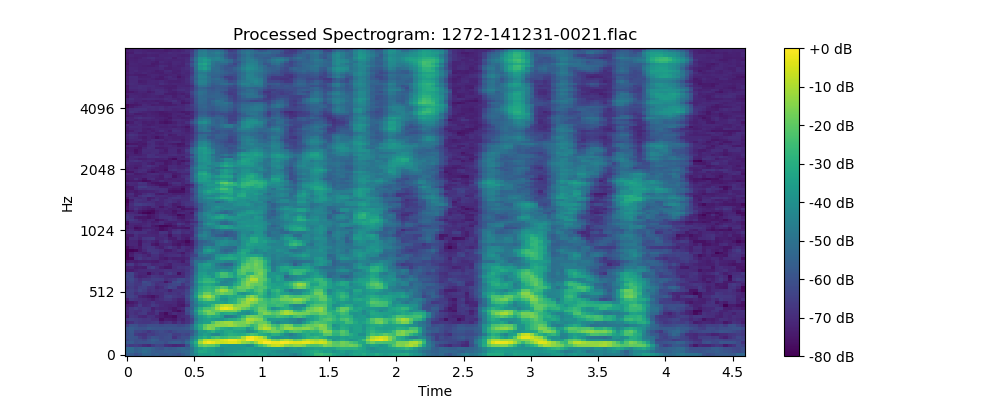 Processed Spectrogram: 1272-141231-0021.flac
Hz
4096
2048
1024
512
0
0 0.5 1 1.5 2 2.5 3 3.5 4 4.5
Time
+0 dB
-10 dB
-20 dB
-30 dB
-40 dB
-50 dB
-60 dB
-70 dB
-80 dB